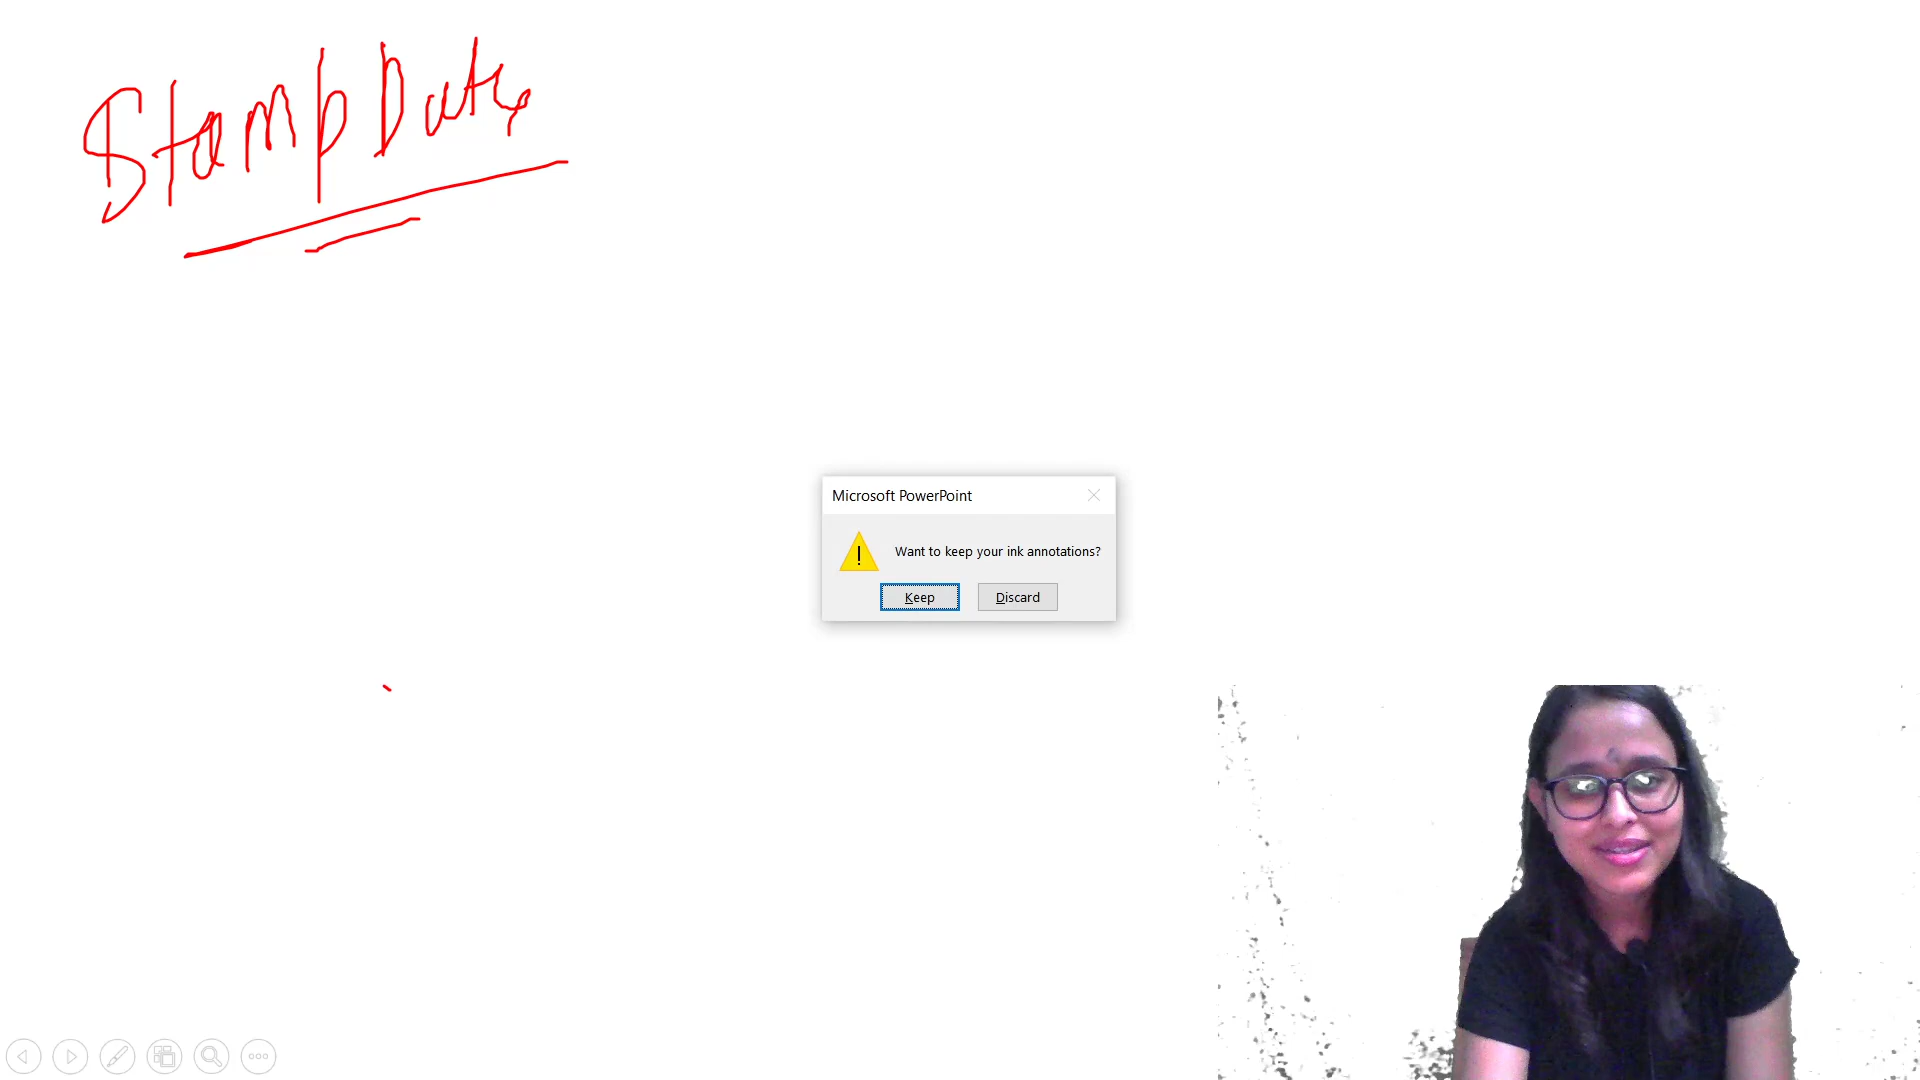 Stamp Duty
Microsoft PowerPoint
Want to keep your ink annotations?
Keep
Discard